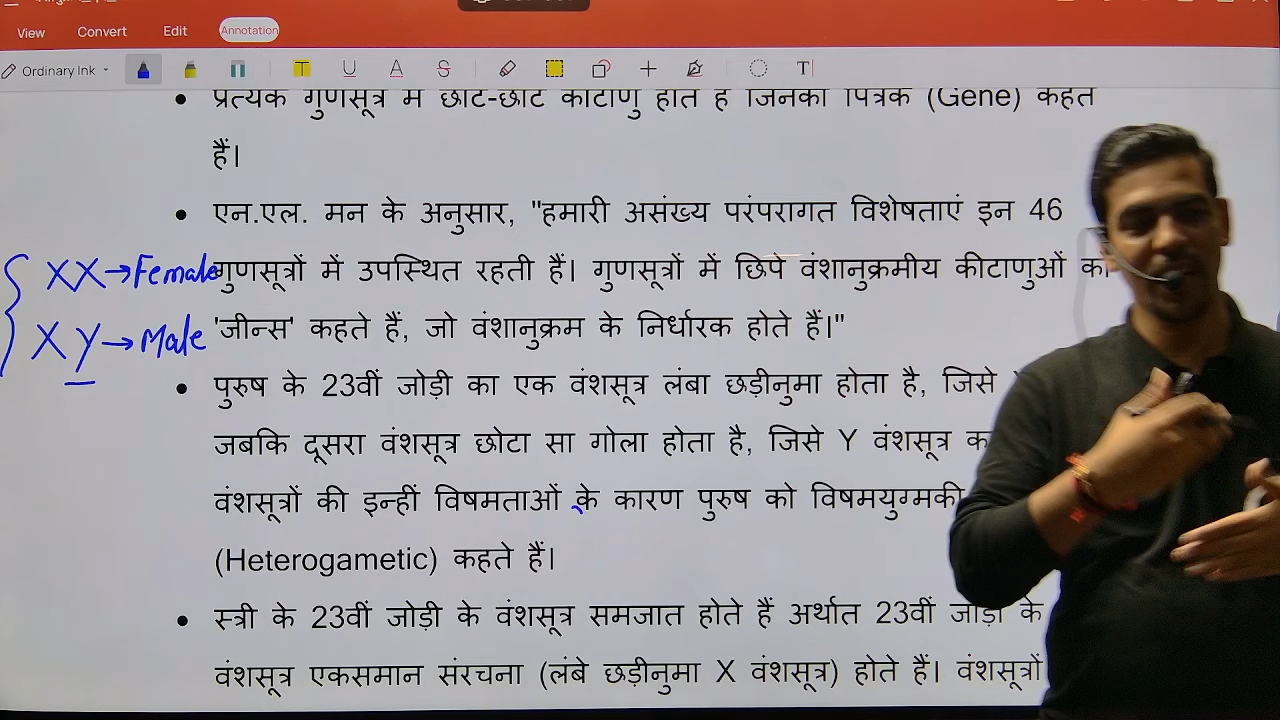 View Convert Edit Annotation
Ordinary Ink
प्रत्येक गुणसूत्र में छोटे-छोटे कीटाणु होते हैं जिनको पित्रैक (Gene) कहते
हैं।
एन.एल. मन के अनुसार, "हमारी असंख्य परंपरागत विशेषताएं इन 46
XX→Female गुणसूत्रों में उपस्थित रहती हैं। गुणसूत्रों में छिपे वंशानुक्रमीय कीटाणुओं
XY→Male 'जीन्स' कहते हैं, जो वंशानुक्रम के निर्धारक होते हैं।"
पुरुष के 23वीं जोड़ी का एक वंशसूत्र लंबा छड़ीनुमा होता है, जिसे
जबकि दूसरा वंशसूत्र छोटा सा गोला होता है, जिसे Y वंशसूत्र
वंशसूत्रों की इन्हीं विषमताओं के कारण पुरुष को विषमयुग्मकी
(Heterogametic) कहते हैं।
स्त्री के 23वीं जोड़ी के वंशसूत्र समजात होते हैं अर्थात 23वीं जोड़ी के
वंशसूत्र एकसमान संरचना (लंबे छड़ीनुमा X वंशसूत्र) होते हैं। वंशसूत्रों